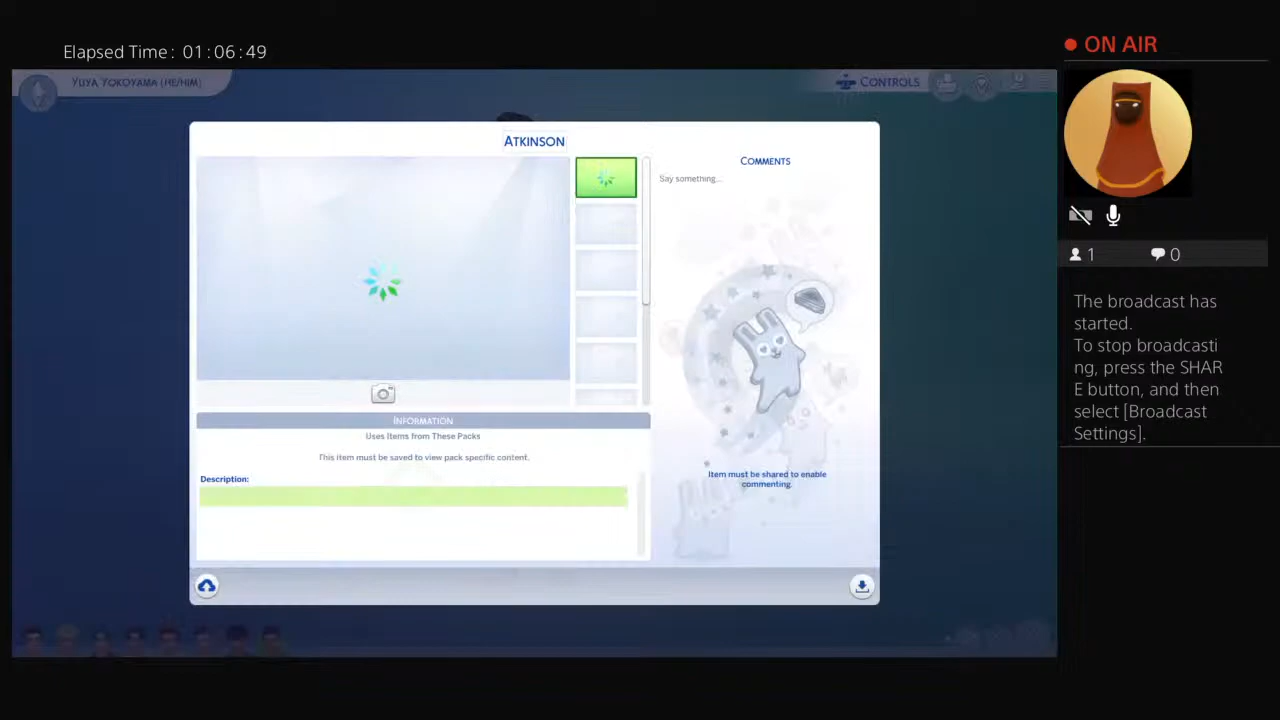 Elapsed Time: 01:06:49
ON AIR
YUYA YOKOYAMA (HE/HIM)
CONTROLS
ATKINSON
COMMENTS
Say something...
1
0
The broadcast has
started.
To stop broadcasti
ng, press the SHAR
E button, and then
select [Broadcast
Settings].
INFORMATION
Uses Items from These Packs
This item must be saved to view pack specific content.
Description:
Item must be shared to enable
commenting.